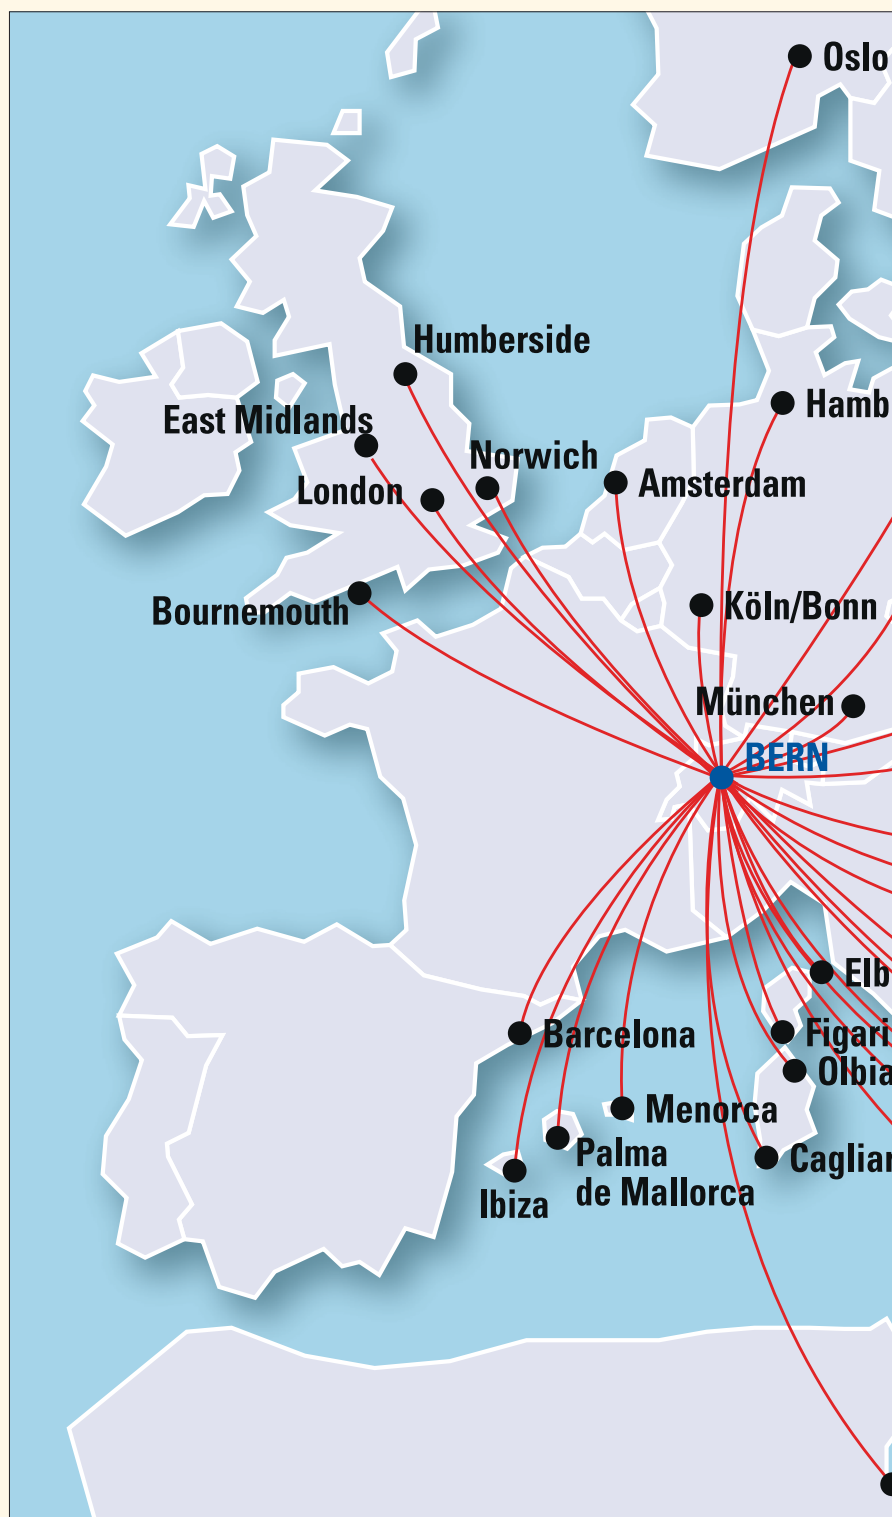 Oslo
Humberside
Hamb
East Midlands
Norwich
Amsterdam
London
Bournemouth
Köln/Bonn
München
BERN
Elb
Barcelona
Figari
Olbia
Menorca
Palma
de Mallorca
Cagliar
Ibiza